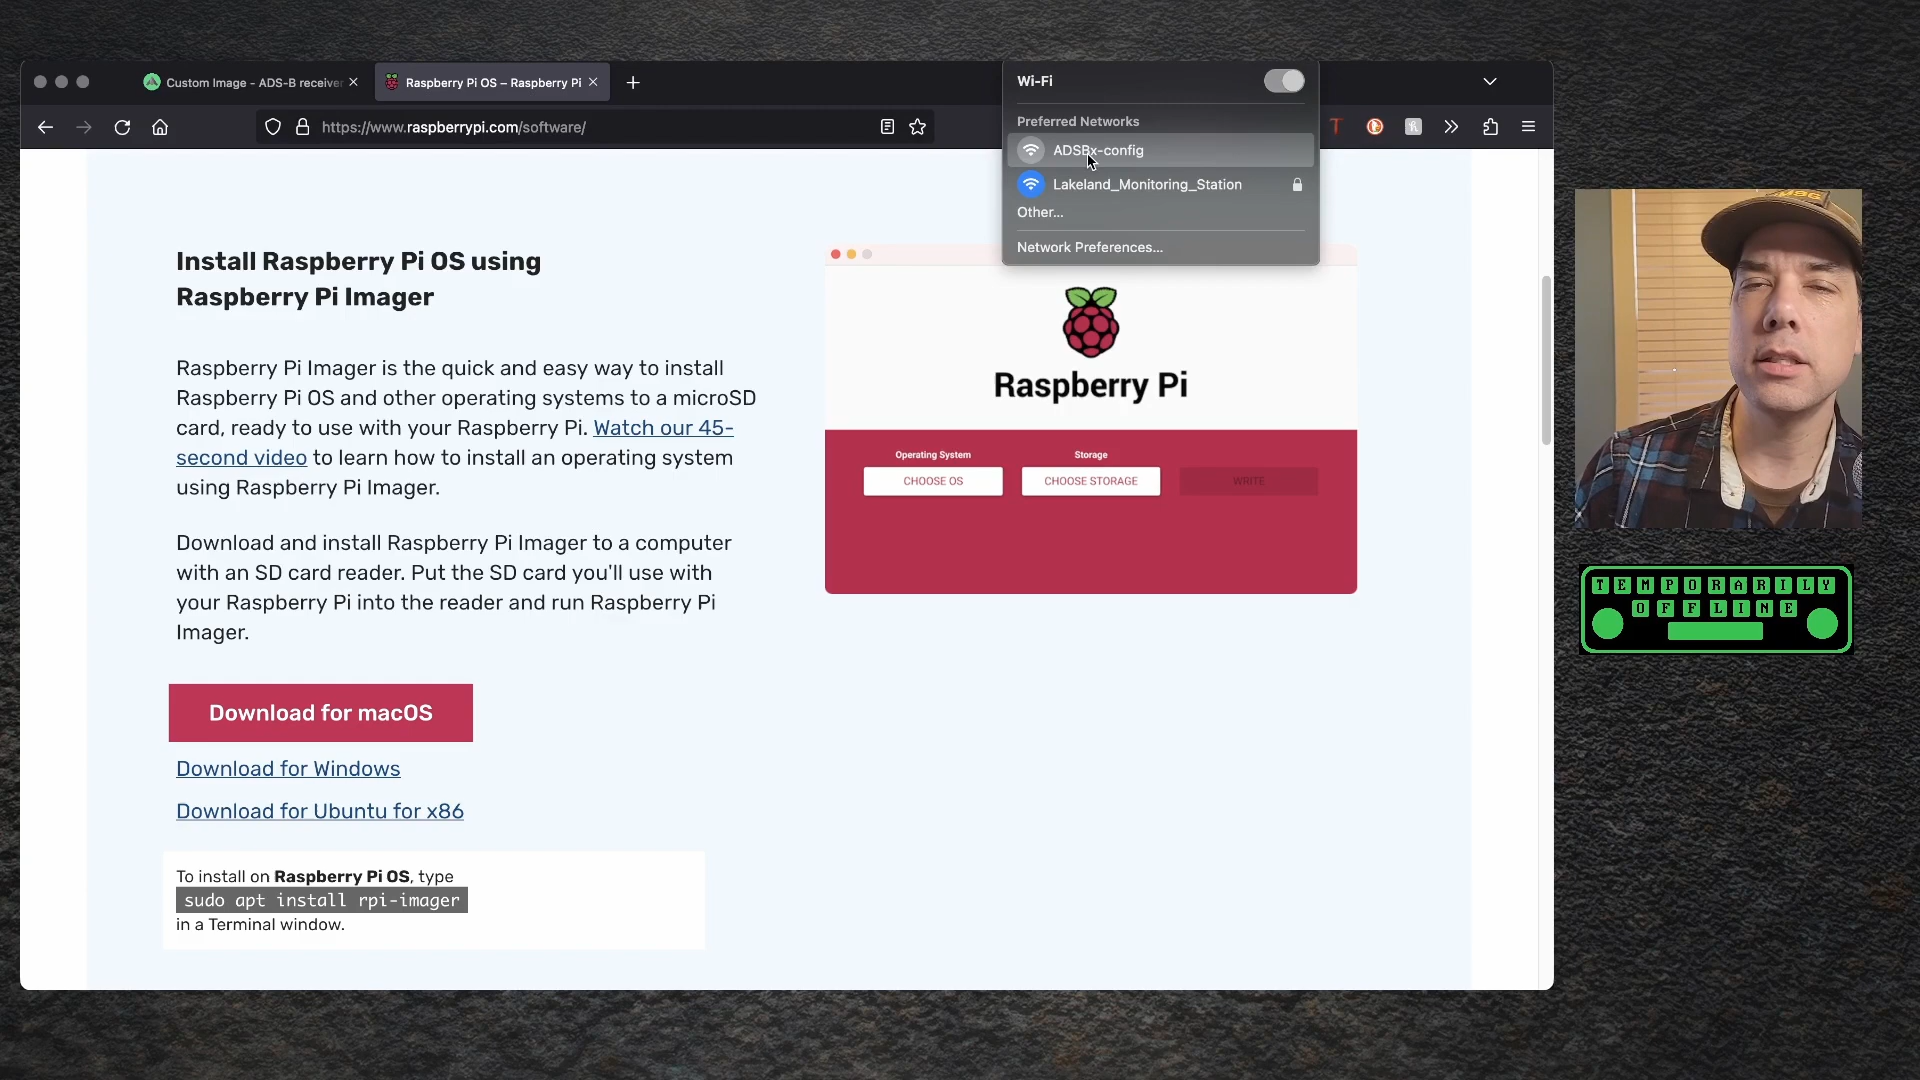 Custom Image - ADS-B receiver
Raspberry Pi OS – Raspberry Pi
https://www.raspberrypi.com/software/
Wi-Fi
Preferred Networks
ADSBx-config
Lakeland_Monitoring_Station
Other...
Network Preferences...
Install Raspberry Pi OS using
Raspberry Pi Imager
Raspberry Pi Imager is the quick and easy way to install
Raspberry Pi OS and other operating systems to a microSD
card, ready to use with your Raspberry Pi. Watch our 45-
second video to learn how to install an operating system
using Raspberry Pi Imager.
Download and install Raspberry Pi Imager to a computer
with an SD card reader. Put the SD card you'll use with
your Raspberry Pi into the reader and run Raspberry Pi
Imager.
Download for macOS
Download for Windows
Download for Ubuntu for x86
To install on Raspberry Pi OS, type
sudo apt install rpi-imager
in a Terminal window.
Raspberry Pi
Operating System
Storage
CHOOSE OS
CHOOSE STORAGE
WRITE
TEMPORARILY
OFFLINE